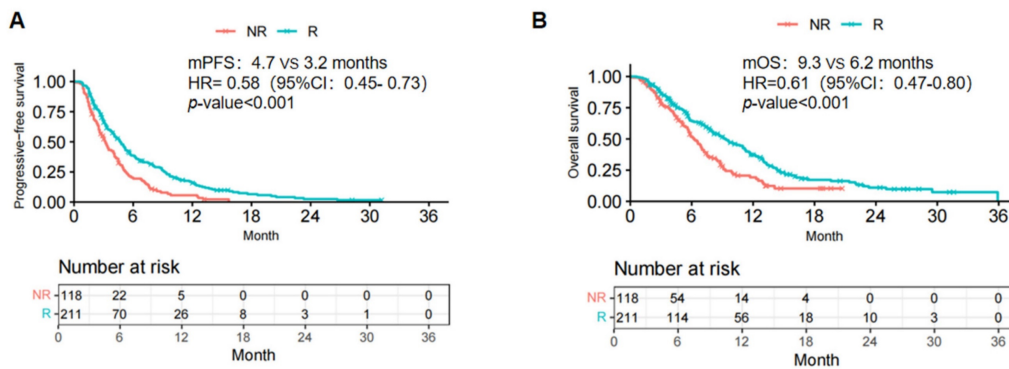 A
NR R
mPFS: 4.7 VS 3.2 months
HR= 0.58 (95%CI: 0.45- 0.73)
p-value<0.001
Progressive-free survival
1.00
0.75
0.50
0.25
0.00
0 6 12 18 24 30 36
Month
Number at risk
NR 118 22 5 0 0 0 0
R 211 70 26 8 3 1 0
0 6 12 18 24 30 36
Month
B
NR R
mOS: 9.3 VS 6.2 months
HR=0.61 (95%CI: 0.47-0.80)
p-value<0.001
Overall survival
1.00
0.75
0.50
0.25
0.00
0 6 12 18 24 30 36
Month
Number at risk
NR 118 54 14 4 0 0 0
R 211 114 56 18 10 3 0
0 6 12 18 24 30 36
Month